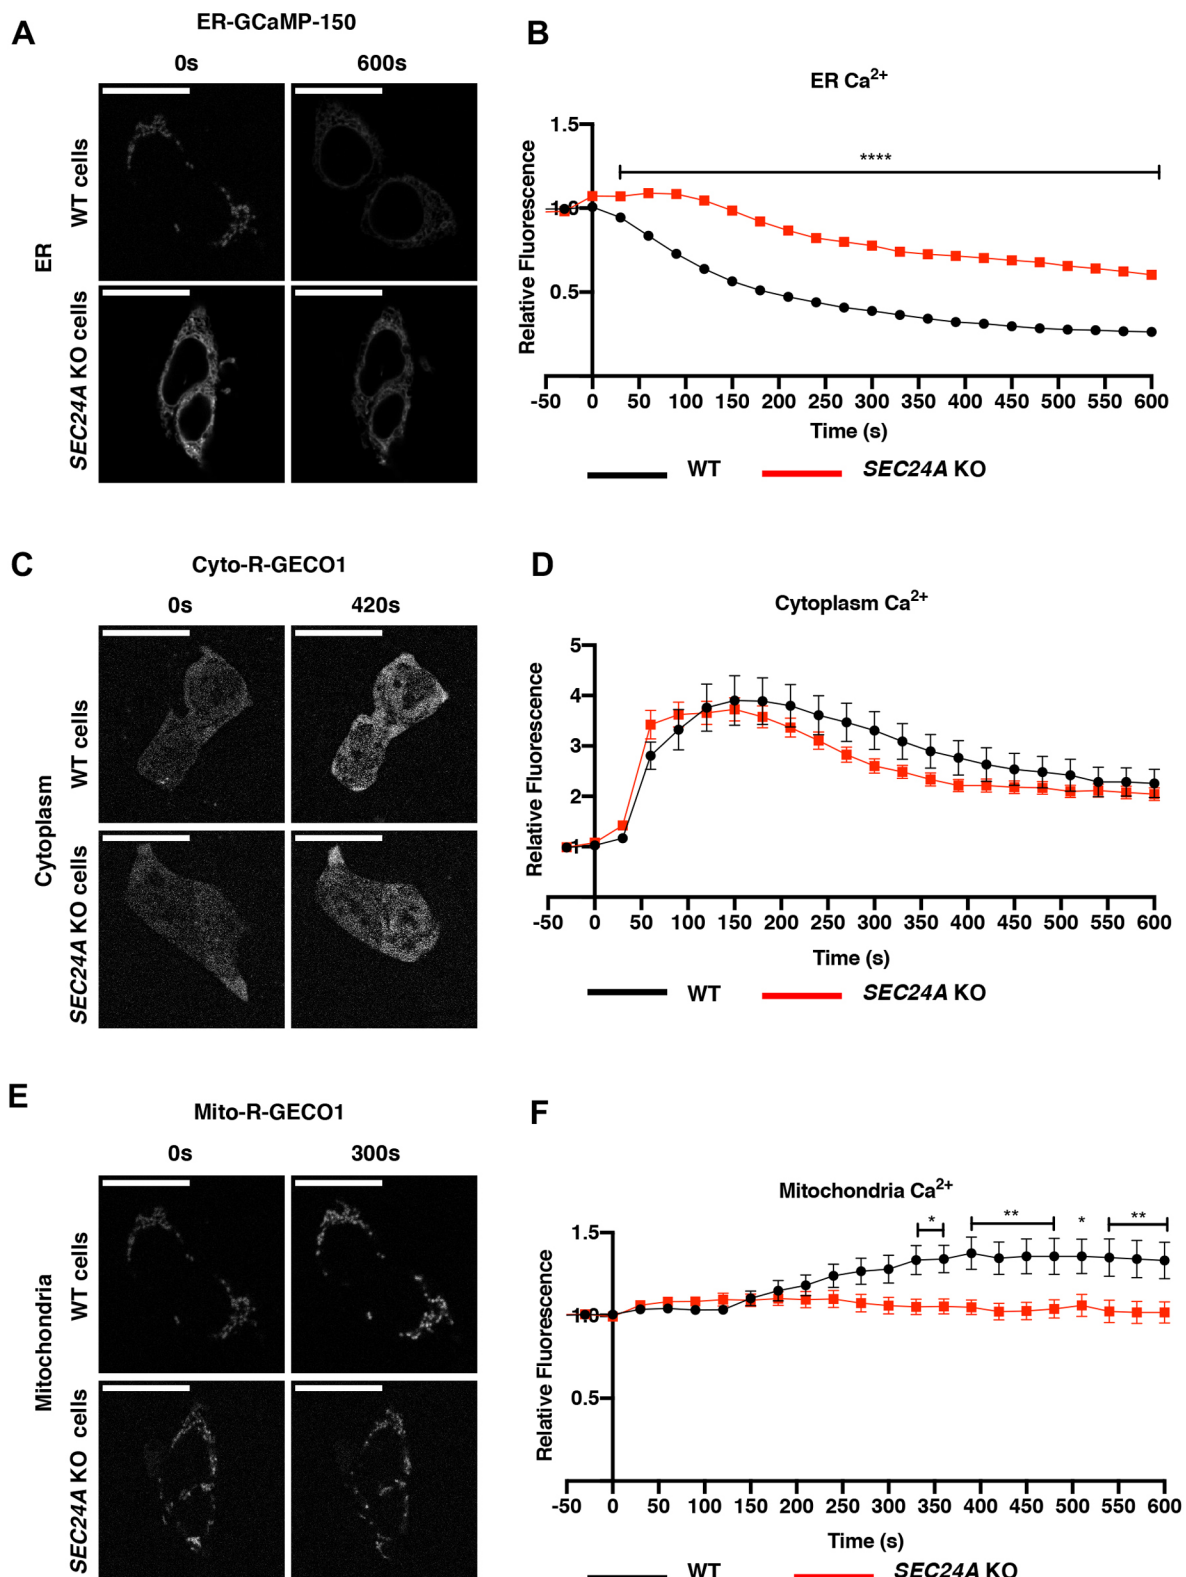 A
ER-GCaMP-150
0s
600s
ER
WT cells
SEC24A KO cells
B
ER Ca2+
****
Relative Fluorescence
1.5
1.0
0.5
-50 0 50 100 150 200 250 300 350 400 450 500 550 600
Time (s)
WT
SEC24A KO
C
Cyto-R-GECO1
0s
420s
Cytoplasm
WT cells
SEC24A KO cells
D
Cytoplasm Ca2+
Relative Fluorescence
5
4
3
2
1
-50 0 50 100 150 200 250 300 350 400 450 500 550 600
Time (s)
WT
SEC24A KO
E
Mito-R-GECO1
0s
300s
Mitochondria
WT cells
SEC24A KO cells
F
Mitochondria Ca2+
* ** * **
Relative Fluorescence
1.5
1.0
0.5
-50 0 50 100 150 200 250 300 350 400 450 500 550 600
Time (s)
WT
SEC24A KO